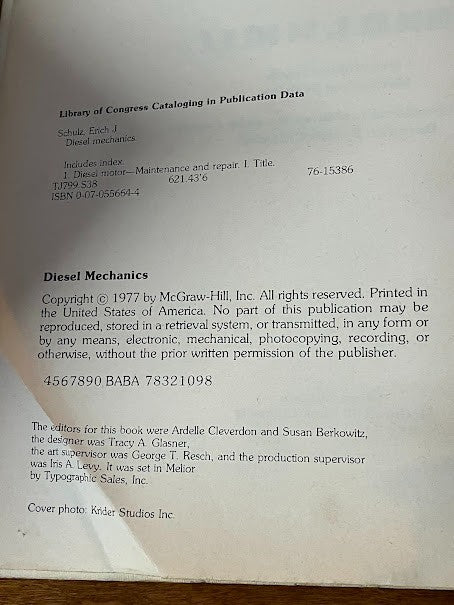 Library of Congress Cataloging in Publication Data
Schulz, Erich J
Diesel mechanics.
Includes index.
1. Diesel motor—Maintenance and repair. I. Title.
TJ799.S38 621.43'6 76-15386
ISBN 0-07-055664-4
Diesel Mechanics
Copyright © 1977 by McGraw-Hill, Inc. All rights reserved. Printed in
the United States of America. No part of this publication may be
reproduced, stored in a retrieval system, or transmitted, in any form or
by any means, electronic, mechanical, photocopying, recording, or
otherwise, without the prior written permission of the publisher.
4567890 BABA 78321098
The editors for this book were Ardelle Cleverdon and Susan Berkowitz,
the designer was Tracy A. Glasner,
the art supervisor was George T. Resch, and the production supervisor
was Iris A. Levy. It was set in Melior
by Typographic Sales, Inc.
Cover photo: Krider Studios Inc.